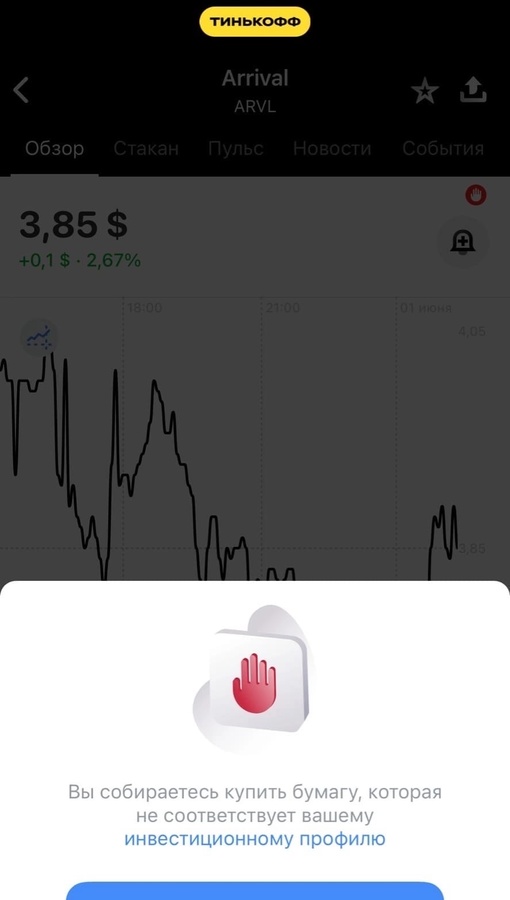 ТИНЬКОФФ
Arrival
ARVL
Обзор Стакан Пульс Новости События
3,85 $
+0,1 $ · 2,67%
18:00 21:00 01 июня
4,05
3,85
Вы собираетесь купить бумагу, которая
не соответствует вашему
инвестиционному профилю